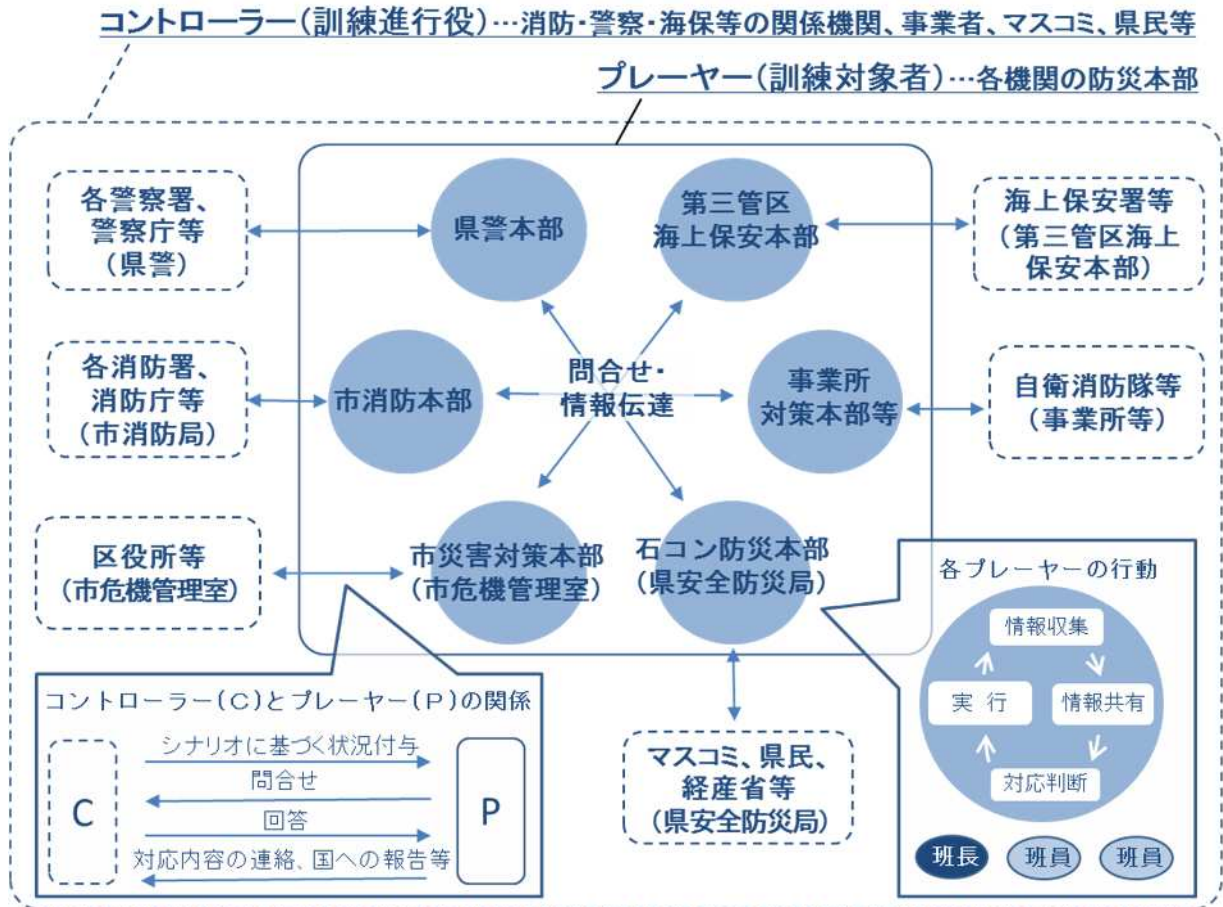 コントローラー(訓練進行役)…消防・警察・海保等の関係機関、事業者、マスコミ、県民等
プレーヤー(訓練対象者)…各機関の防災本部
各警察署、
警察庁等
(県警)
県警本部
第三管区
海上保安本部
海上保安署等
(第三管区海上
保安本部)
各消防署、
消防庁等
(市消防局)
市消防本部
問合せ・
情報伝達
事業所
対策本部等
自衛消防隊等
(事業所等)
区役所等
(市危機管理室)
市災害対策本部
(市危機管理室)
石コン防災本部
(県安全防災局)
各プレーヤーの行動
情報収集
情報共有
対応判断
実 行
班長
班員
班員
コントローラー(C)とプレーヤー(P)の関係
C
シナリオに基づく状況付与
問合せ
回答
対応内容の連絡、国への報告等
P
マスコミ、県民、
経産省等
(県安全防災局)